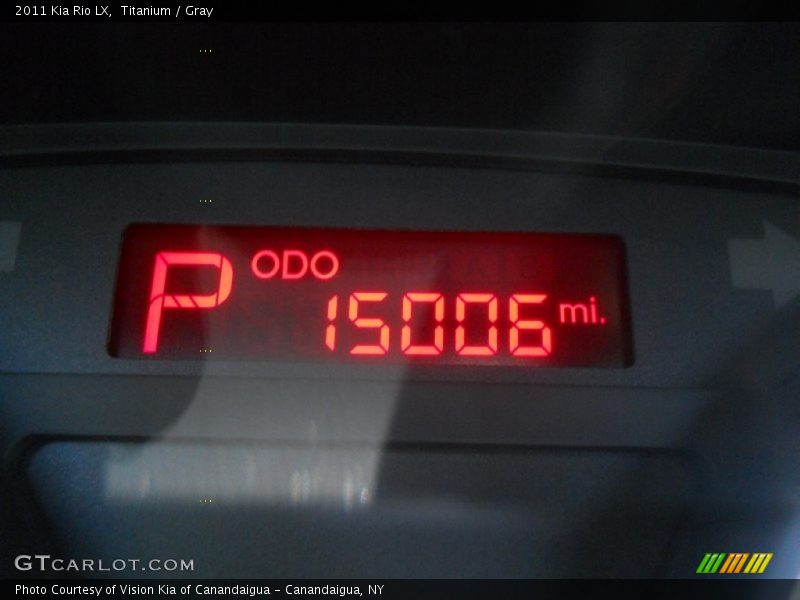 2011 Kia Rio LX, Titanium / Gray
P ODO
15006 mi.
GTCARLOT.COM
Photo Courtesy of Vision Kia of Canandaigua - Canandaigua, NY